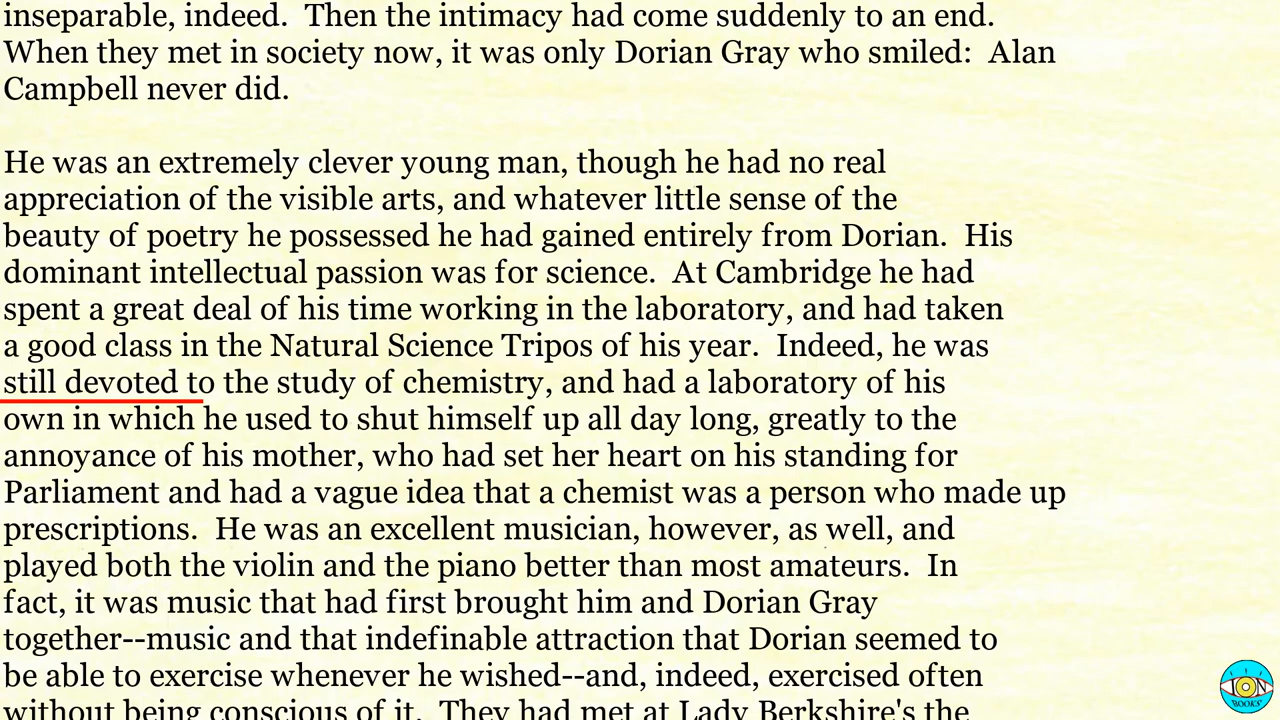 inseparable, indeed.  Then the intimacy had come suddenly to an end.
When they met in society now, it was only Dorian Gray who smiled:  Alan
Campbell never did.
He was an extremely clever young man, though he had no real
appreciation of the visible arts, and whatever little sense of the
beauty of poetry he possessed he had gained entirely from Dorian.  His
dominant intellectual passion was for science.  At Cambridge he had
spent a great deal of his time working in the laboratory, and had taken
a good class in the Natural Science Tripos of his year.  Indeed, he was
still devoted to the study of chemistry, and had a laboratory of his
own in which he used to shut himself up all day long, greatly to the
annoyance of his mother, who had set her heart on his standing for
Parliament and had a vague idea that a chemist was a person who made up
prescriptions.  He was an excellent musician, however, as well, and
played both the violin and the piano better than most amateurs.  In
fact, it was music that had first brought him and Dorian Gray
together--music and that indefinable attraction that Dorian seemed to
be able to exercise whenever he wished--and, indeed, exercised often
without being conscious of it.  They had met at Lady Berkshire's the
ION
BOOKS